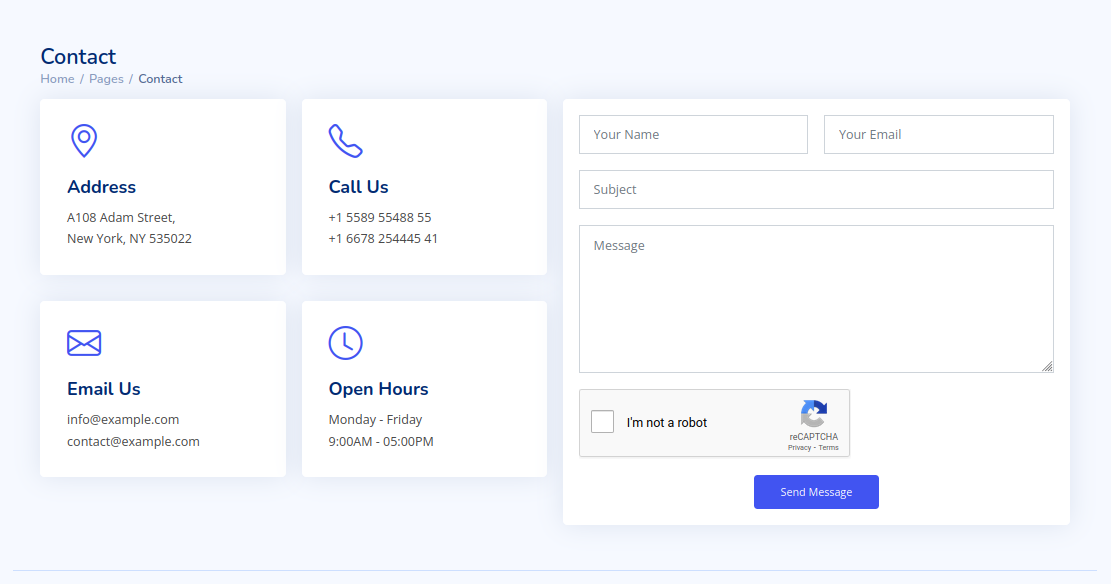 Contact
Home / Pages / Contact
Address
A108 Adam Street,
New York, NY 535022
Call Us
+1 5589 55488 55
+1 6678 254445 41
Email Us
info@example.com
contact@example.com
Open Hours
Monday - Friday
9:00AM - 05:00PM
Your Name
Your Email
Subject
Message
I'm not a robot
reCAPTCHA
Privacy - Terms
Send Message